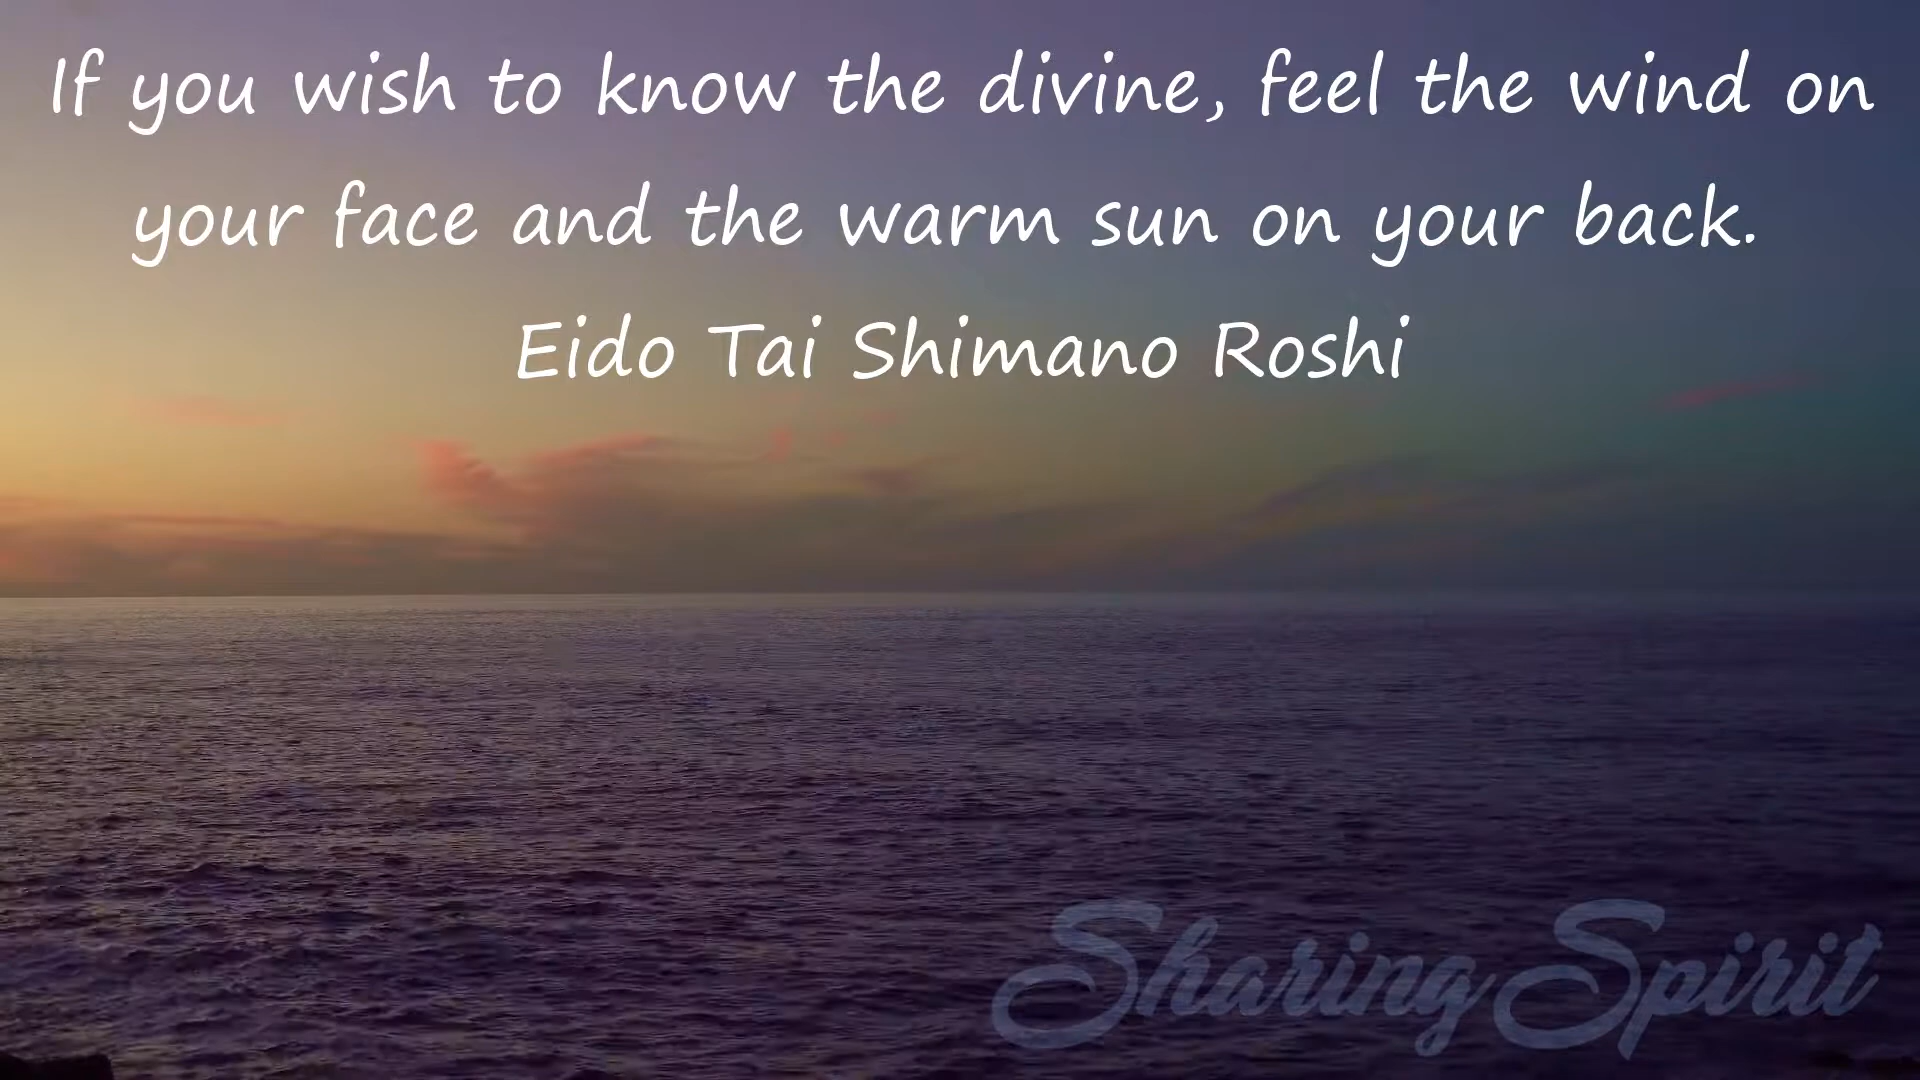 If you wish to know the divine, feel the wind on
your face and the warm sun on your back.
Eido Tai Shimano Roshi
Sharing Spirit